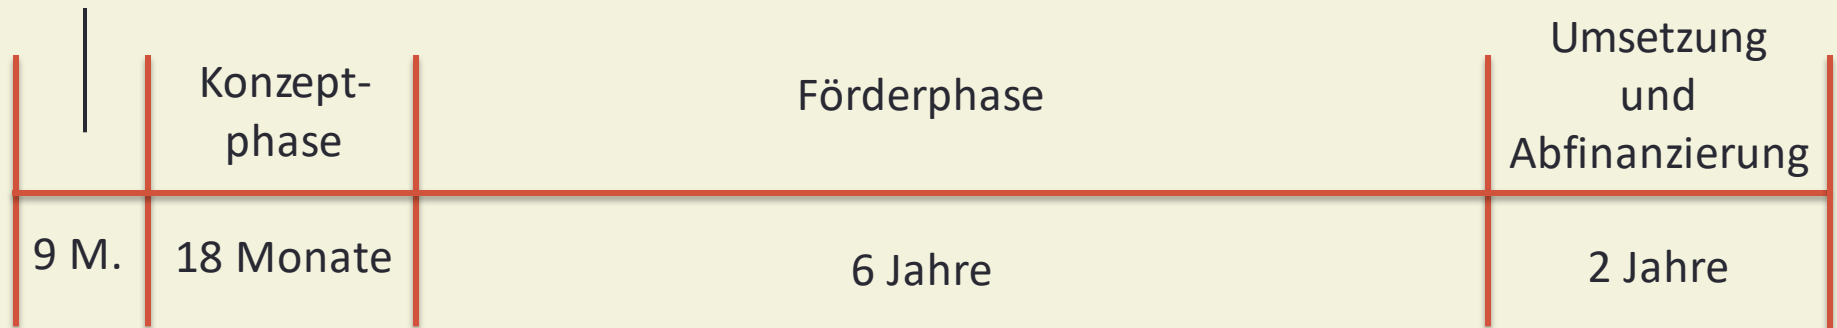 Konzept-
phase
Förderphase
Umsetzung
und
Abfinanzierung
9 M.
18 Monate
6 Jahre
2 Jahre